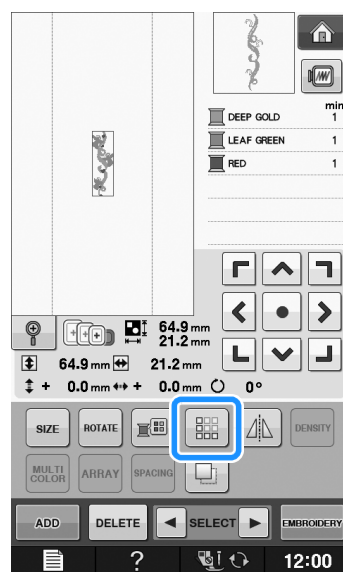 min
DEEP GOLD 1
LEAF GREEN 1
RED 1
64.9 mm
21.2 mm
64.9 mm 21.2 mm
+ 0.0 mm + 0.0 mm 0°
SIZE ROTATE DENSITY
MULTI COLOR ARRAY SPACING
ADD DELETE SELECT EMBROIDERY
? 12:00